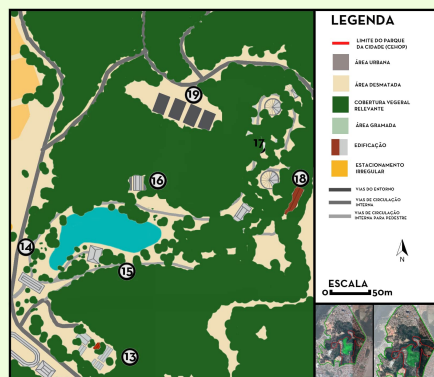 LEGENDA
LIMITE DO PARQUE
DA CIDADE (CEHOP)
ÁREA URBANA
ÁREA DESMATADA
COBERTURA VEGERAL
RELEVANTE
ÁREA GRAMADA
EDIFICAÇÃO
ESTACIONAMENTO
IRREGULAR
VIAS DO ENTORNO
VIAS DE CIRCULAÇÃO
INTERNA
VIAS DE CIRCULAÇÃO
INTERNA PARA PEDESTRE
N
ESCALA
0 50m
19
17
16
18
14
15
13